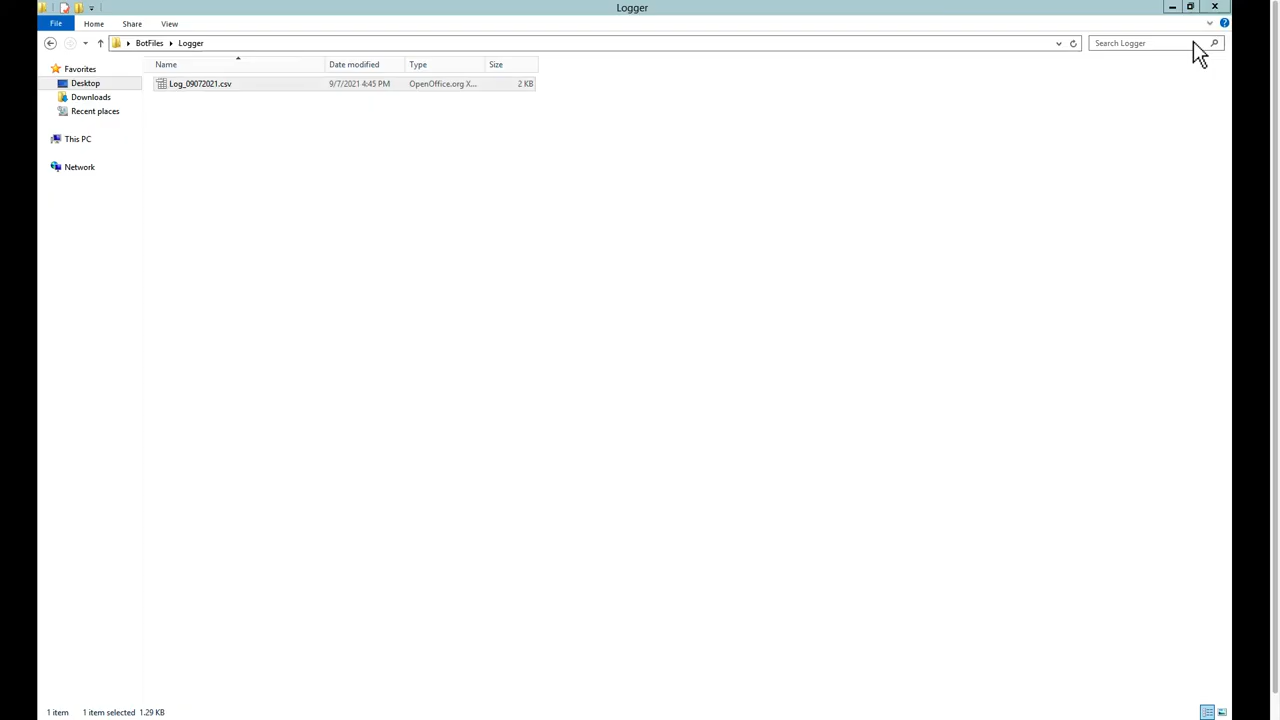 Logger
File Home Share View
BotFiles Logger Search Logger
Name Date modified Type Size
Log_09072021.csv 9/7/2021 4:45 PM OpenOffice.org X... 2 KB
Favorites
Desktop
Downloads
Recent places
This PC
Network
1 item 1 item selected 1.29 KB